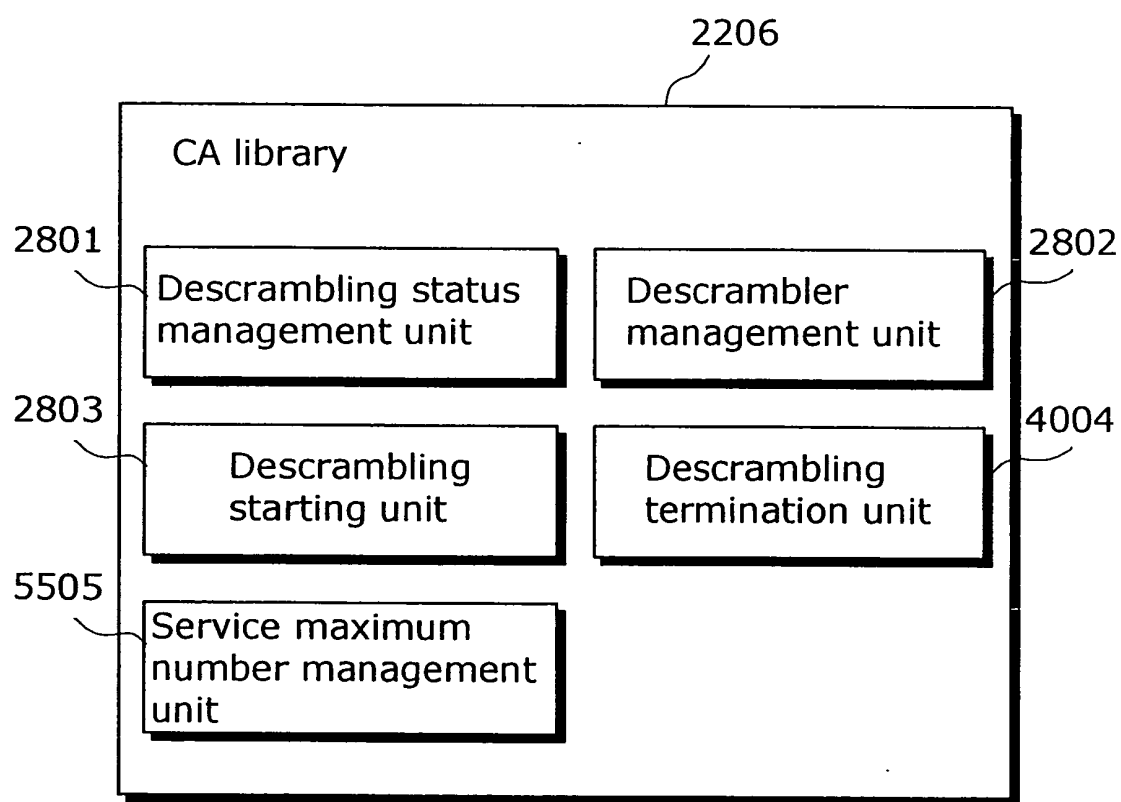 2206
CA library
2801
Descrambling status
management unit
2802
Descrambler
management unit
2803
Descrambling
starting unit
4004
Descrambling
termination unit
5505
Service maximum
number management
unit